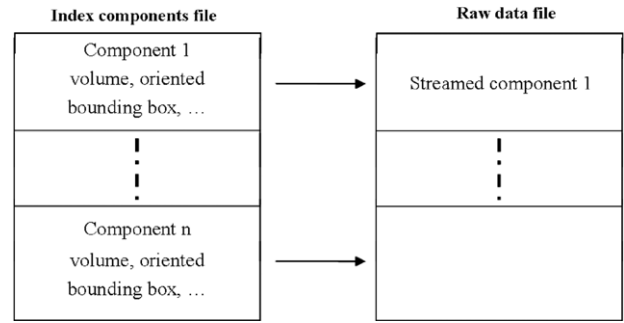 Index components file
Raw data file
Component 1
volume, oriented
bounding box, …
Streamed component 1
Component n
volume, oriented
bounding box, …